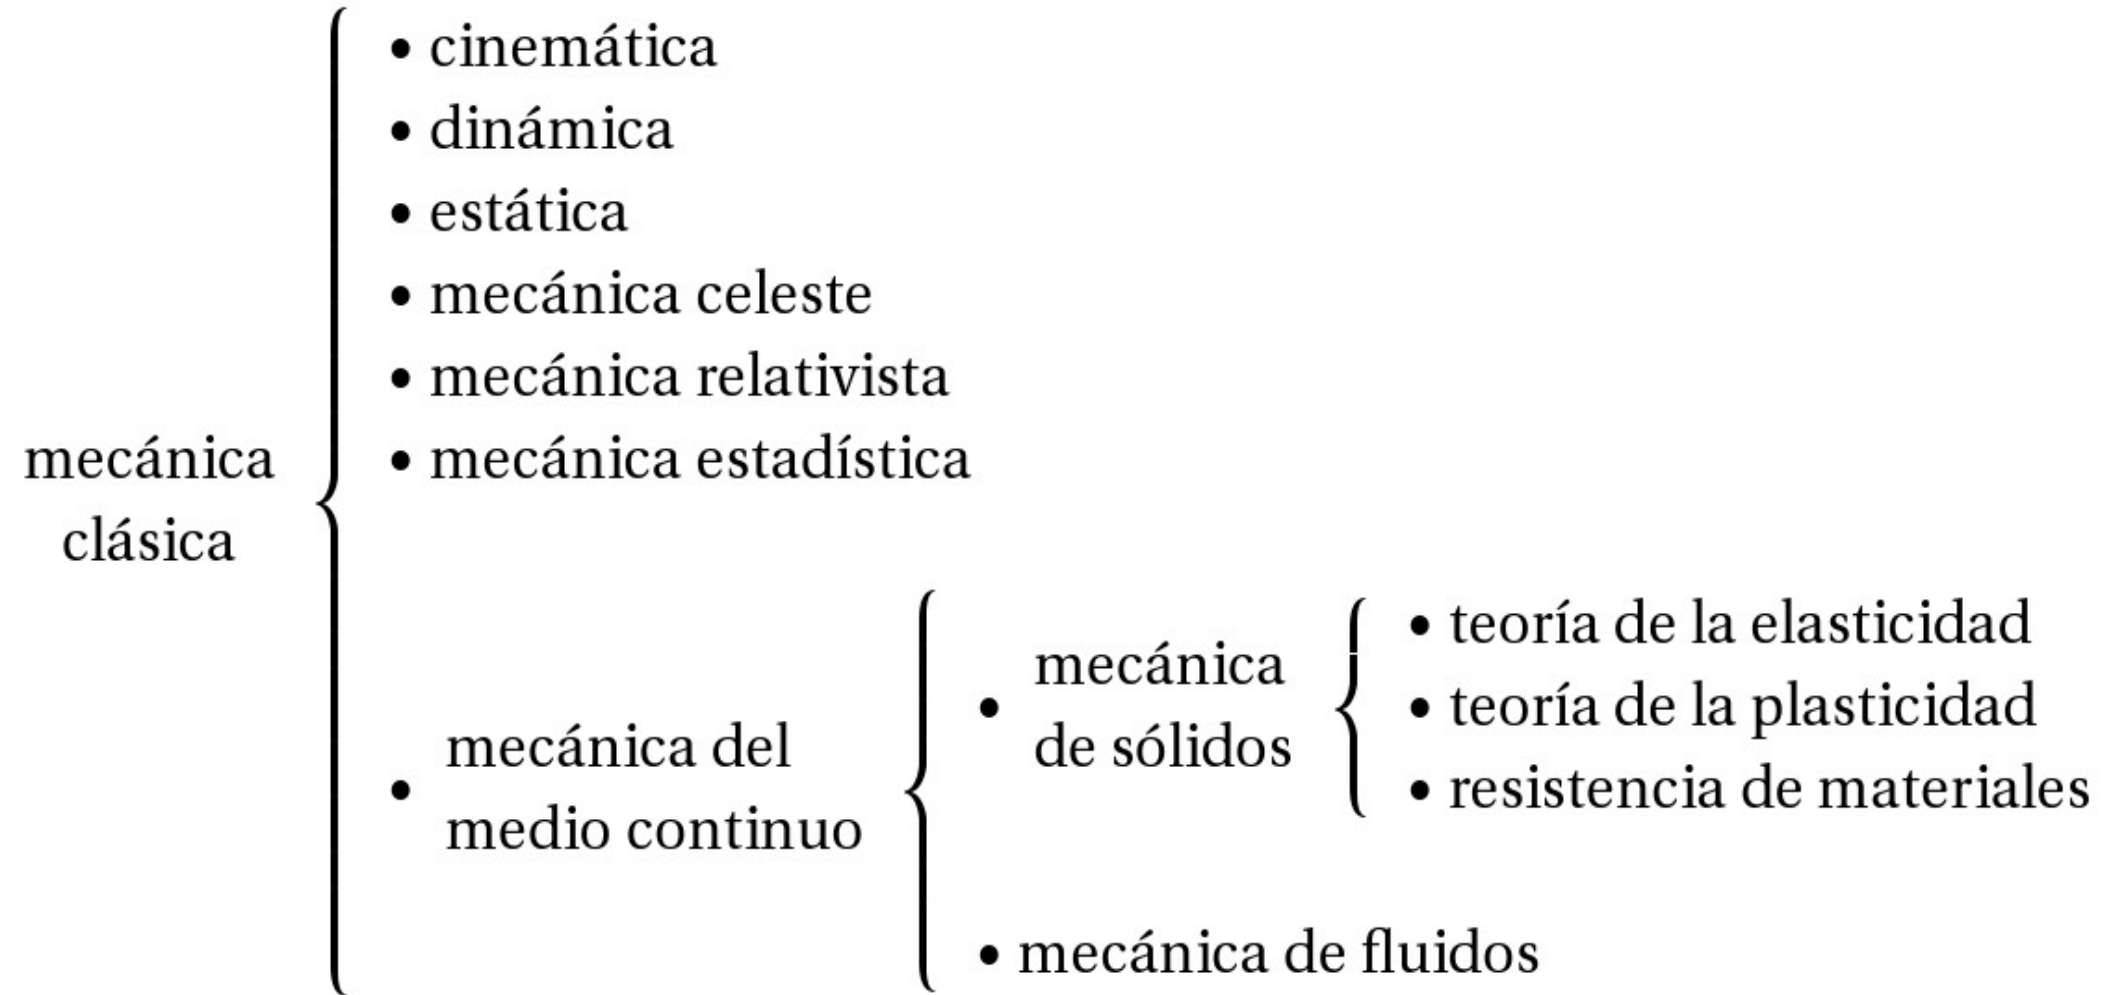 mecánica
clásica
• cinemática
• dinámica
• estática
• mecánica celeste
• mecánica relativista
• mecánica estadística
• mecánica del
medio continuo
• mecánica
de sólidos
• teoría de la elasticidad
• teoría de la plasticidad
• resistencia de materiales
• mecánica de fluidos